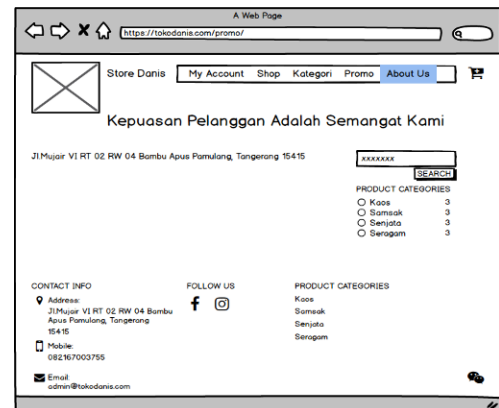 A Web Page
https://tokodanis.com/promo/
Store Danis
My Account Shop Kategori Promo About Us
Kepuasan Pelanggan Adalah Semangat Kami
Jl.Mujair VI RT 02 RW 04 Bambu Apus Pamulang, Tangerang 15415
xxxxxxx
SEARCH
PRODUCT CATEGORIES
Kaos 3
Samsak 3
Senjata 3
Seragam 3
CONTACT INFO
Address:
Jl.Mujair VI RT 02 RW 04 Bambu
Apus Pamulang, Tangerang
15415
Mobile:
082167003755
Email
admin@tokodanis.com
FOLLOW US
PRODUCT CATEGORIES
Kaos
Samsak
Senjata
Seragam